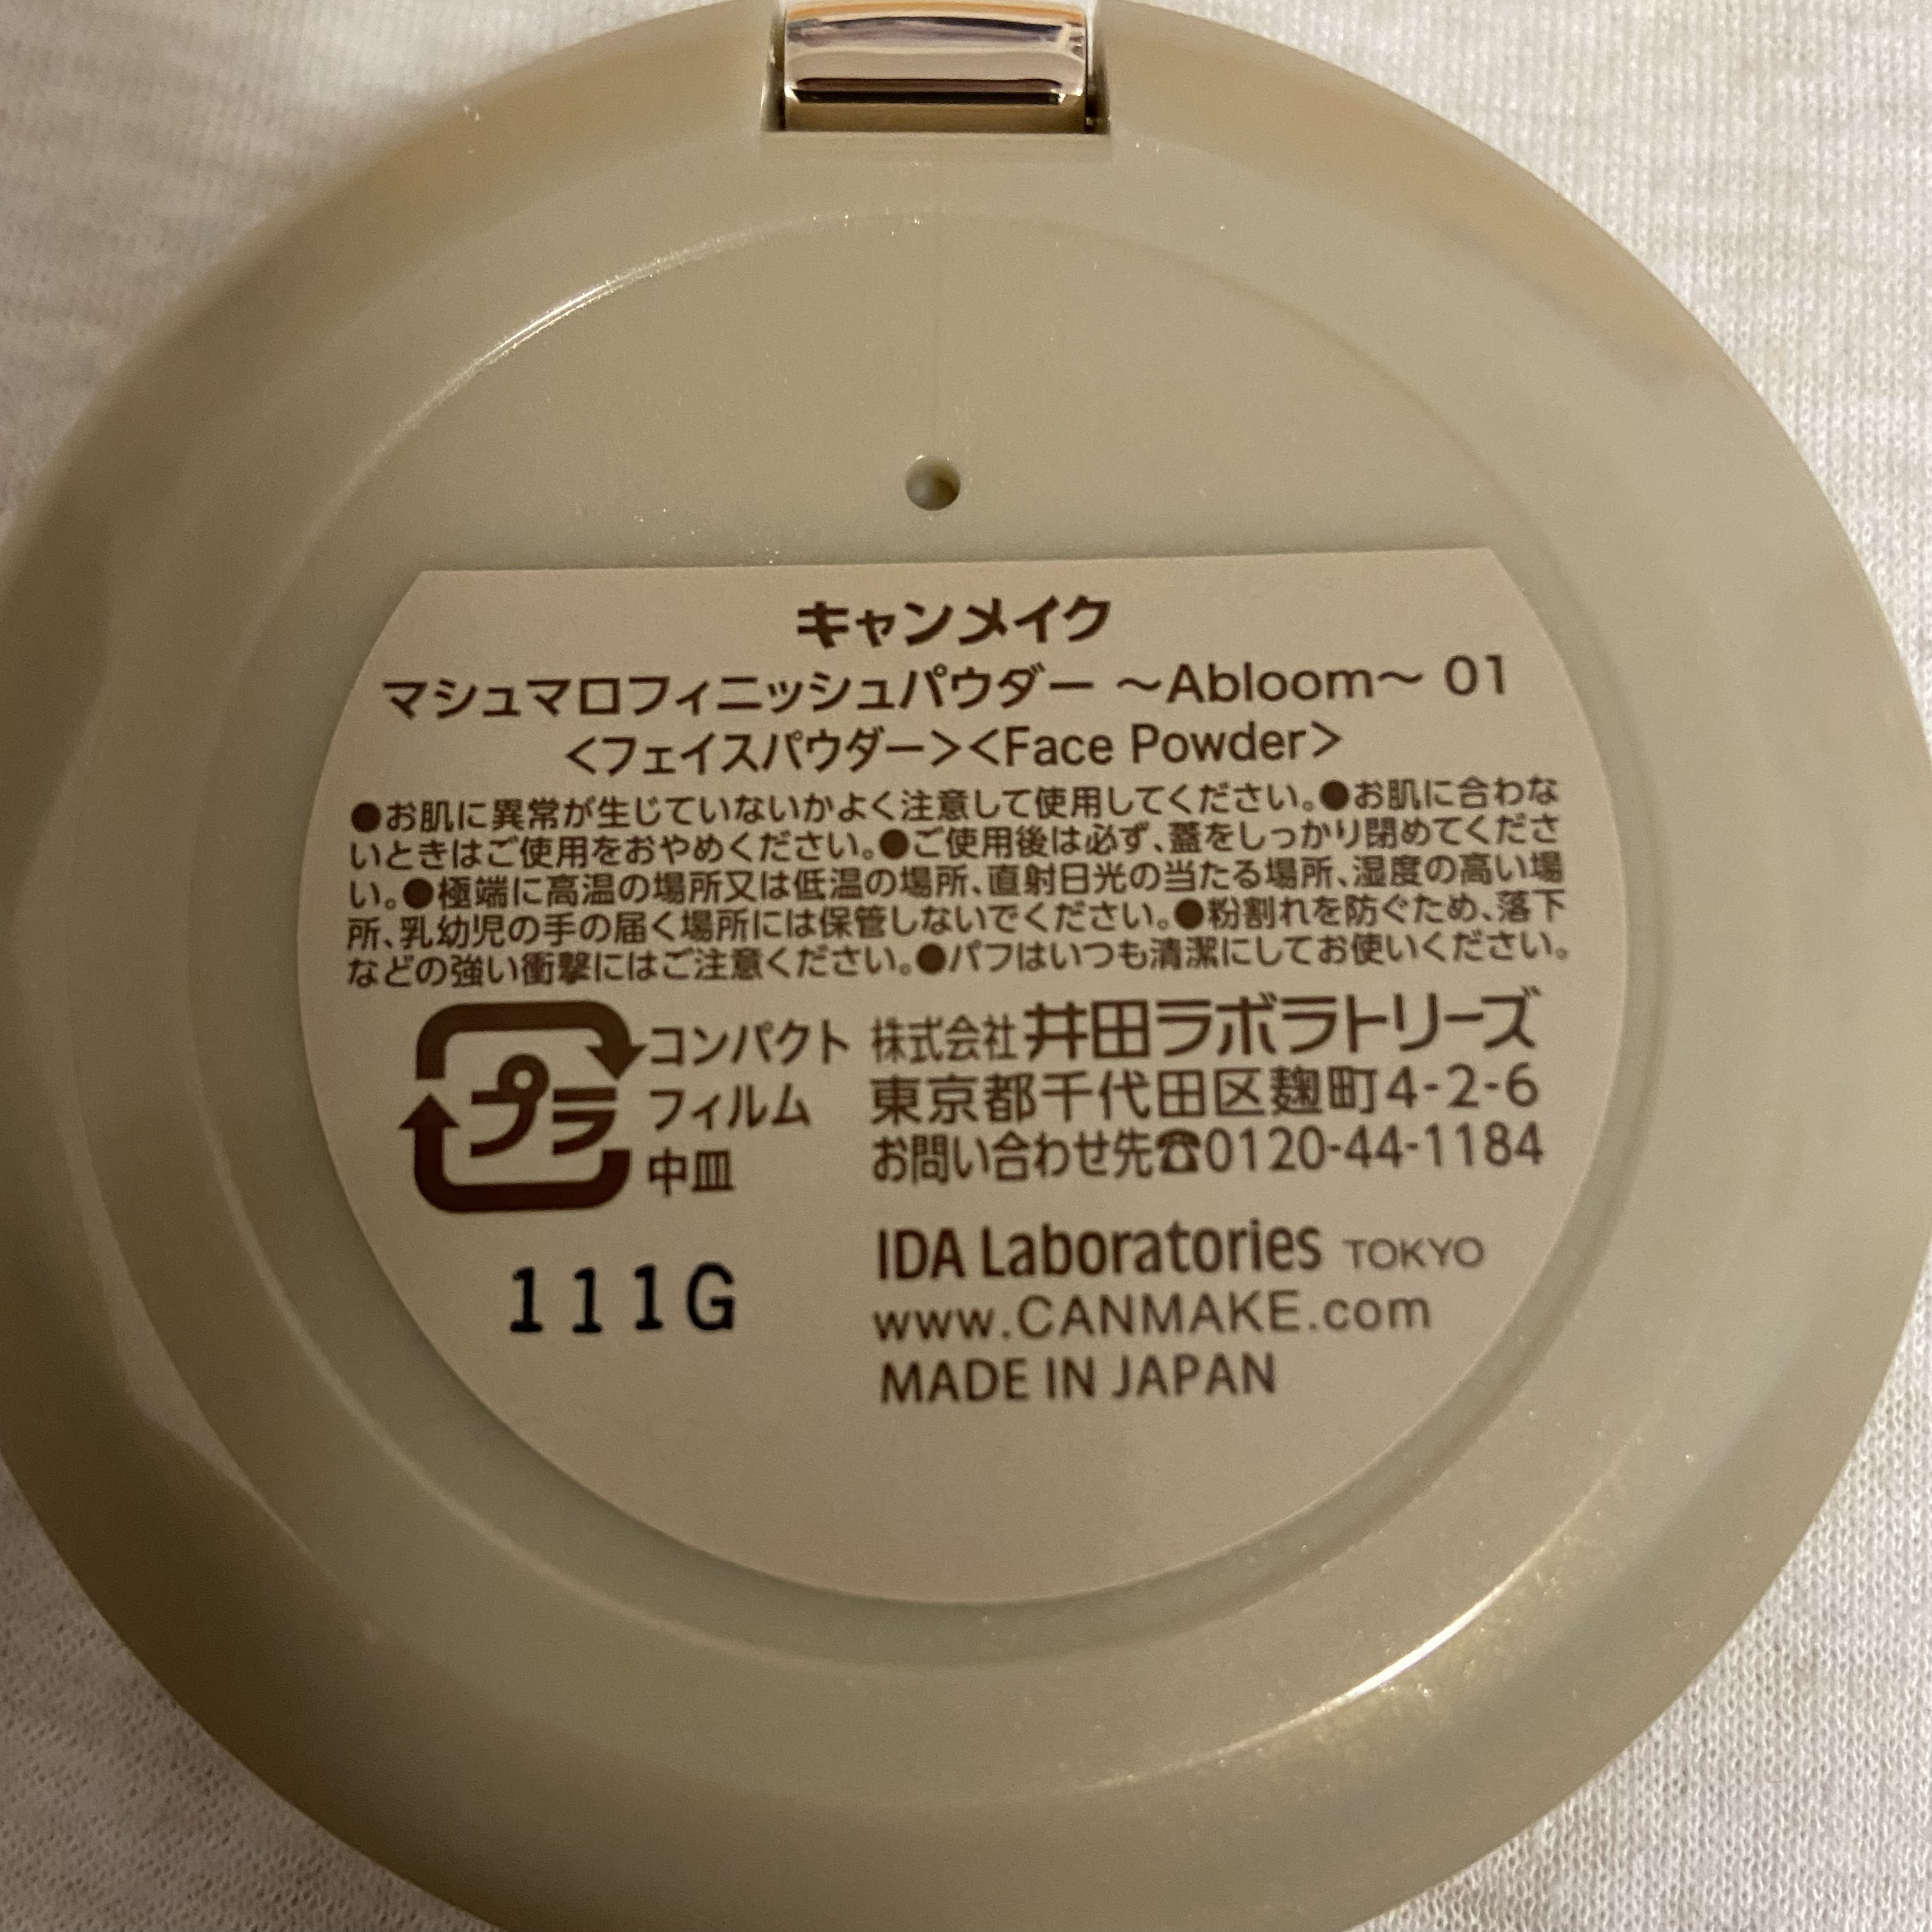 キャンメイク
マシュマロフィニッシュパウダー ～Abloom～ 01
<フェイスパウダー><Face Powder>
●お肌に異常が生じていないかよく注意して使用してください。●お肌に合わな
いときはご使用をおやめください。●ご使用後は必ず、蓋をしっかり閉めてくださ
い。●極端に高温の場所又は低温の場所、直射日光の当たる場所、湿度の高い場
所、乳幼児の手の届く場所には保管しないでください。●粉割れを防ぐため、落下
などの強い衝撃にはご注意ください。●パフはいつも清潔にしてお使いください。
プラ
コンパクト
フィルム
中皿
111G
株式会社井田ラボラトリーズ
東京都千代田区麹町4-2-6
お問い合わせ先☎0120-44-1184
IDA Laboratories TOKYO
www.CANMAKE.com
MADE IN JAPAN